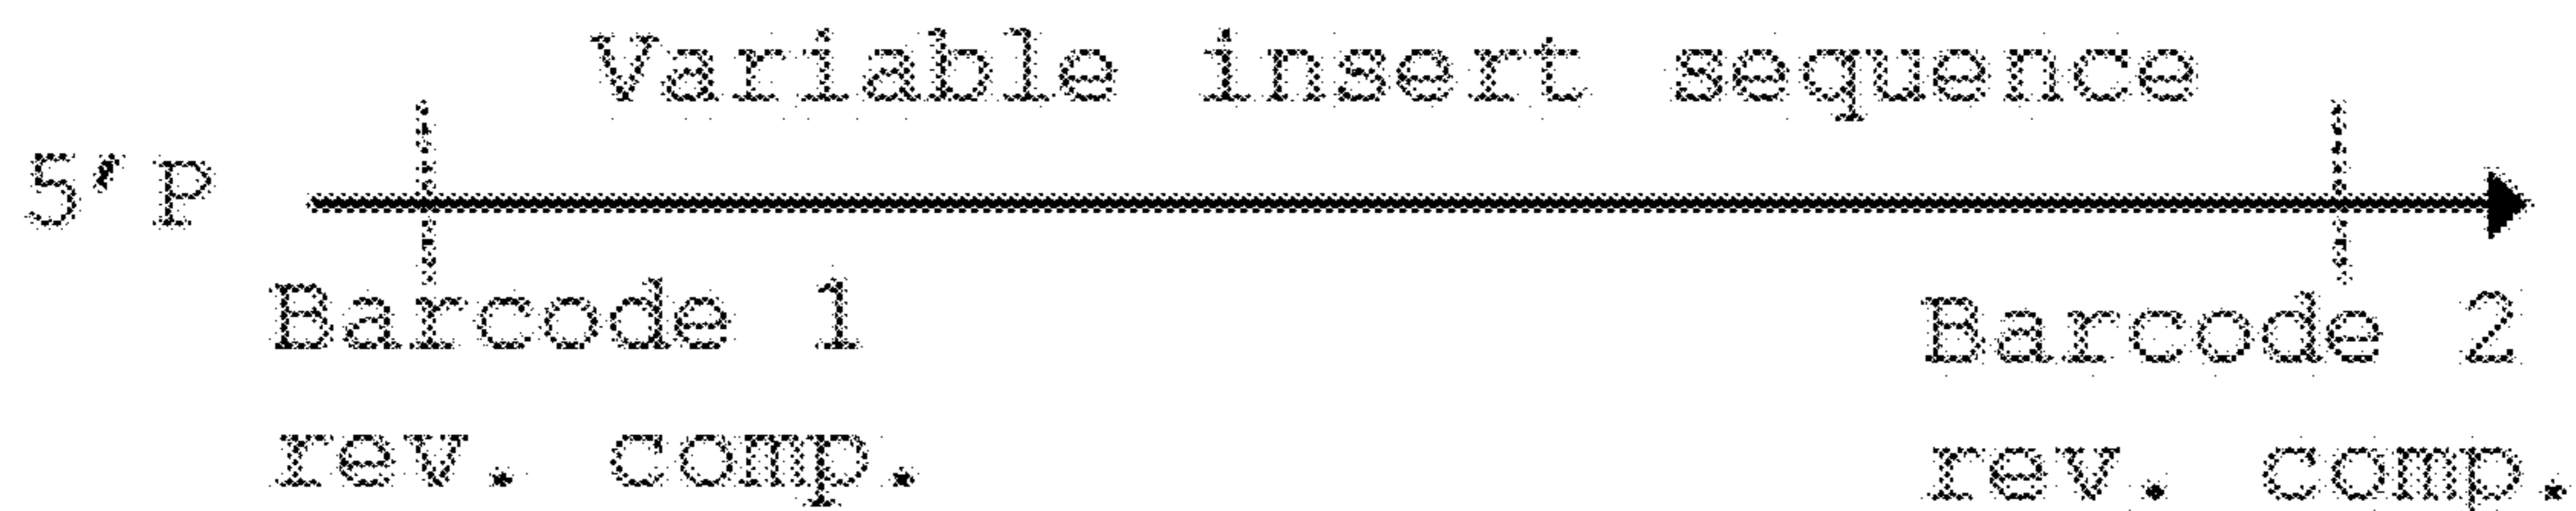 Variable insert sequence
5'P
Barcode 1
rev. comp.
Barcode 2
rev. comp.